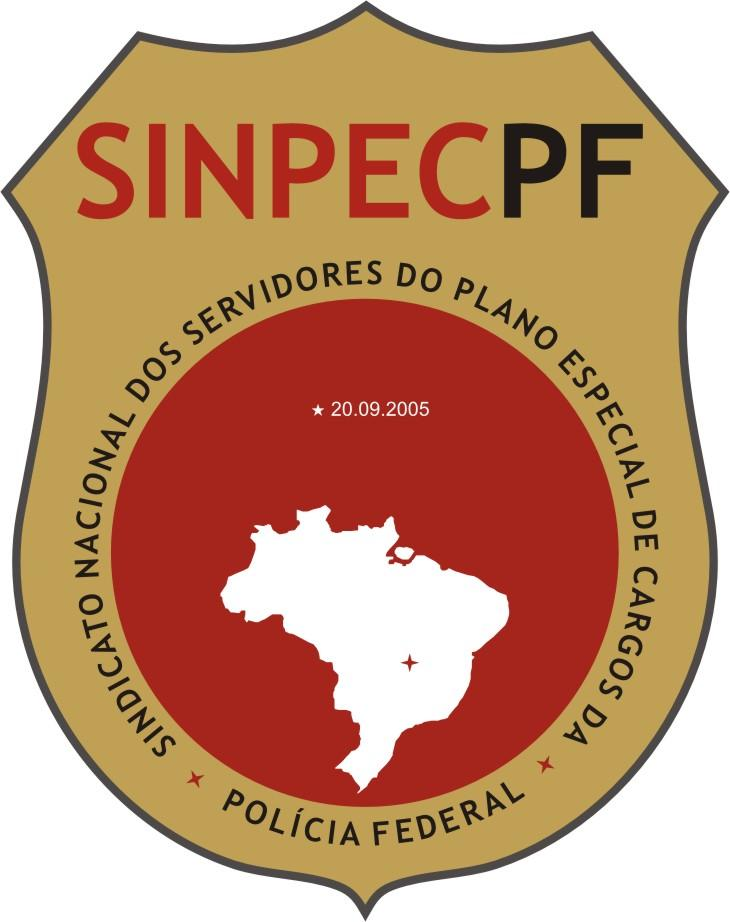 SINPECPF
SINDICATO NACIONAL DOS SERVIDORES DO PLANO ESPECIAL DE CARGOS DA
POLÍCIA FEDERAL
★ 20.09.2005